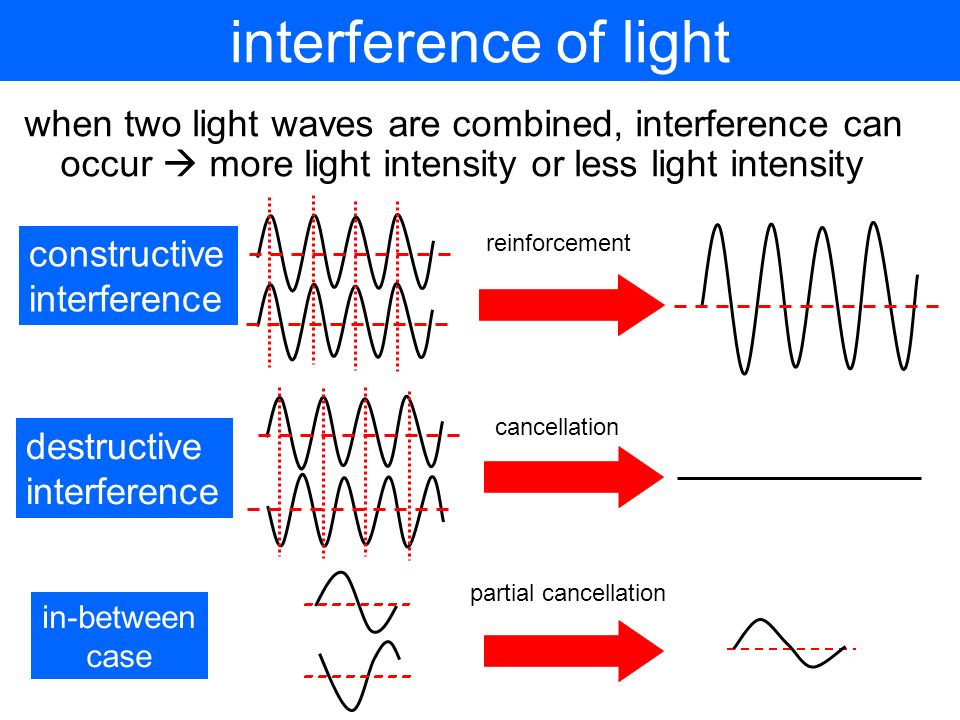 interference of light
when two light waves are combined, interference can
occur → more light intensity or less light intensity
constructive
interference
reinforcement
destructive
interference
cancellation
in-between
case
partial cancellation